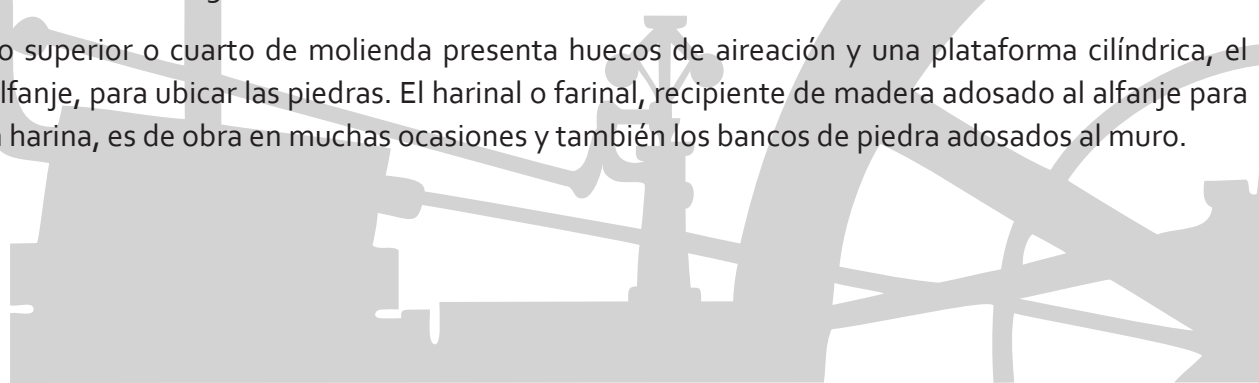 o superior o cuarto de molienda presenta huecos de aireación y una plataforma cilíndrica, el
lfanje, para ubicar las piedras. El harinal o farinal, recipiente de madera adosado al alfanje para
harina, es de obra en muchas ocasiones y también los bancos de piedra adosados al muro.